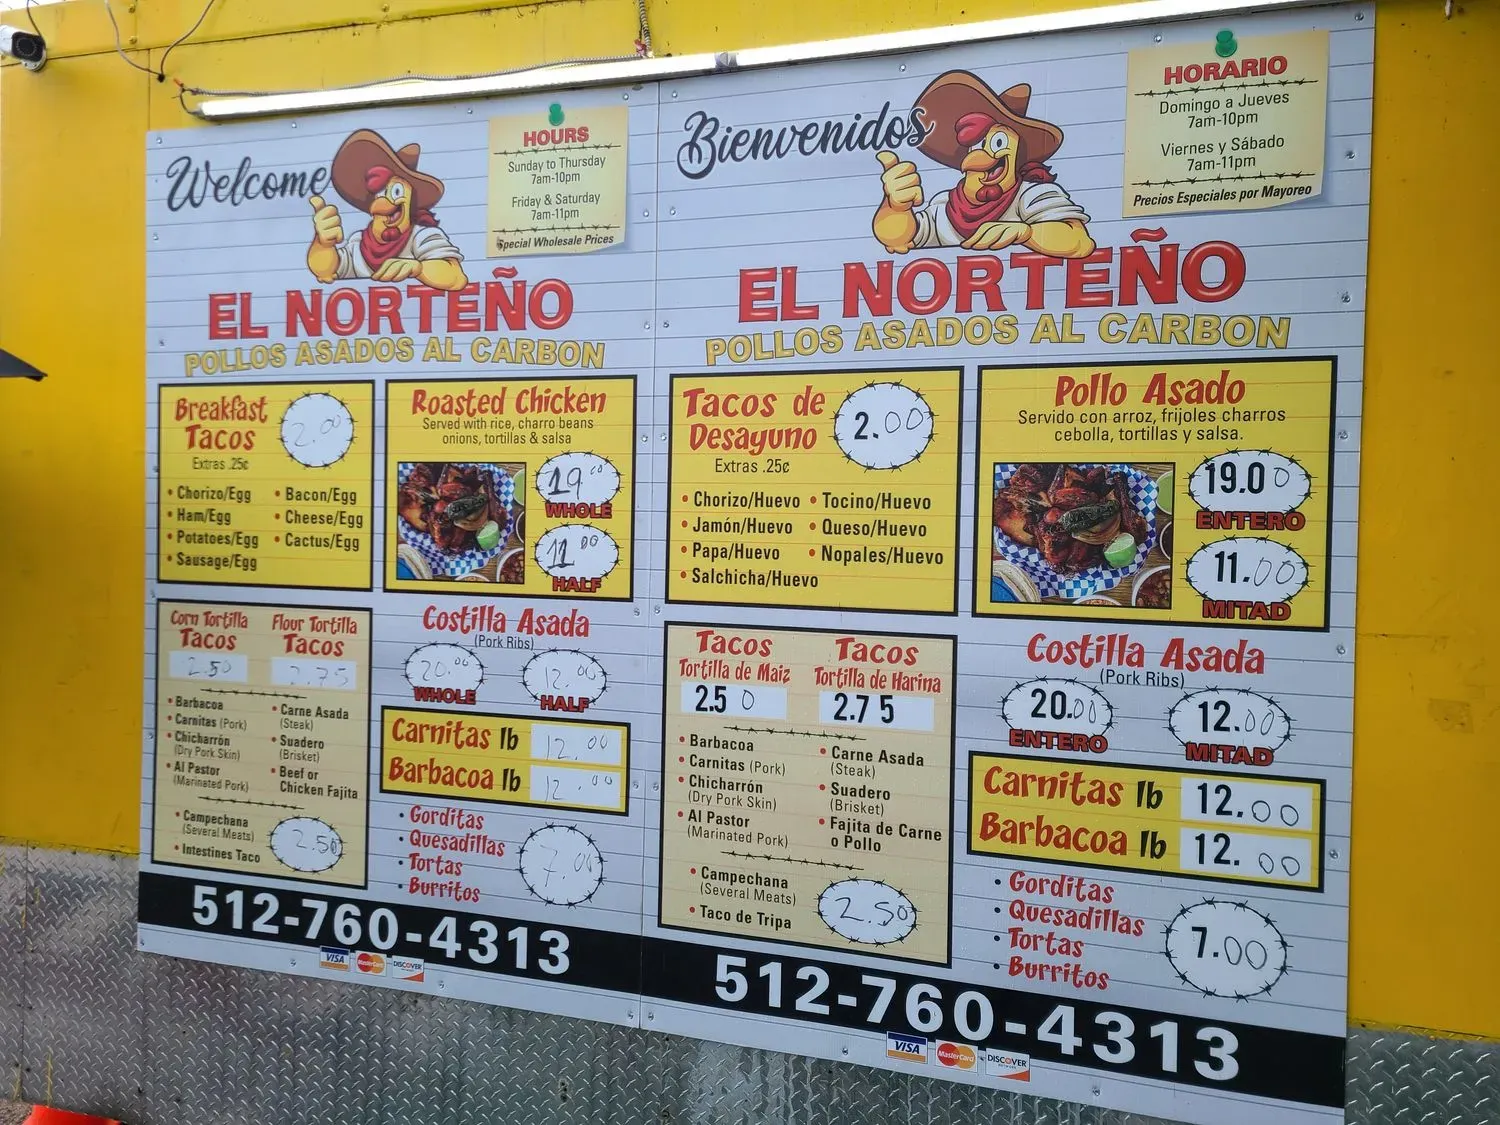 Welcome
HOURS
Sunday to Thursday
7am-10pm
Friday & Saturday
7am-11pm
Special Wholesale Prices
EL NORTEÑO
POLLOS ASADOS AL CARBON
Breakfast
Tacos
2.00
Extras .25¢
• Chorizo/Egg
• Ham/Egg
• Potatoes/Egg
• Sausage/Egg
• Bacon/Egg
• Cheese/Egg
• Cactus/Egg
Roasted Chicken
Served with rice, charro beans
onions, tortillas & salsa
19.00
WHOLE
11.00
HALF
Corn Tortilla
Tacos
2.50
Flour Tortilla
Tacos
2.75
• Barbacoa
• Carnitas (Pork)
• Chicharrón
(Dry Pork Skin)
• Al Pastor
(Marinated Pork)
• Carne Asada
(Steak)
• Suadero
(Brisket)
• Beef or
Chicken Fajita
• Campechana
(Several Meats)
• Intestines Taco
2.50
Costilla Asada
(Pork Ribs)
20.00
WHOLE
12.00
HALF
Carnitas lb 12.00
Barbacoa lb 12.00
• Gorditas
• Quesadillas
• Tortas
• Burritos
7.00
512-760-4313
VISA
MasterCard
DISCOVER
Bienvenidos
HORARIO
Domingo a Jueves
7am-10pm
Viernes y Sábado
7am-11pm
Precios Especiales por Mayoreo
EL NORTEÑO
POLLOS ASADOS AL CARBON
Tacos de
Desayuno
2.00
Extras .25¢
• Chorizo/Huevo
• Jamón/Huevo
• Papa/Huevo
• Salchicha/Huevo
• Tocino/Huevo
• Queso/Huevo
• Nopales/Huevo
Pollo Asado
Servido con arroz, frijoles charros
cebolla, tortillas y salsa.
19.00
ENTERO
11.00
MITAD
Tacos
Tortilla de Maiz
2.50
Tacos
Tortilla de Harina
2.75
• Barbacoa
• Carnitas (Pork)
• Chicharrón
(Dry Pork Skin)
• Al Pastor
(Marinated Pork)
• Carne Asada
(Steak)
• Suadero
(Brisket)
• Fajita de Carne
o Pollo
• Campechana
(Several Meats)
• Taco de Tripa
2.50
Costilla Asada
(Pork Ribs)
20.00
ENTERO
12.00
MITAD
Carnitas lb 12.00
Barbacoa lb 12.00
• Gorditas
• Quesadillas
• Tortas
• Burritos
7.00
512-760-4313
VISA
MasterCard
DISCOVER